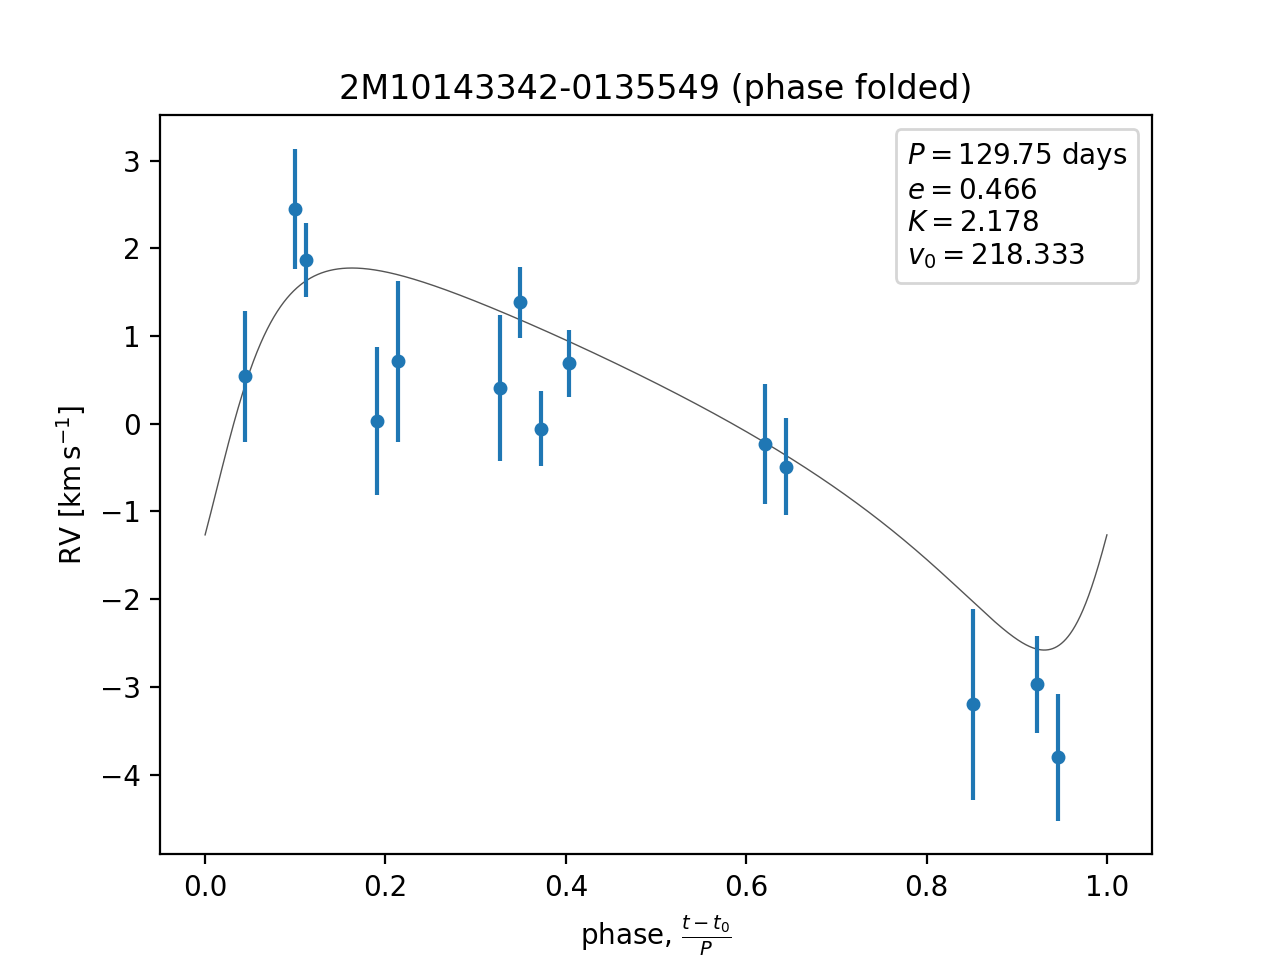 2M10143342-0135549 (phase folded)
P = 129.75 days
e = 0.466
K = 2.178
v₀ = 218.333
RV [km s⁻¹]
3
2
1
0
−1
−2
−3
−4
0.0 0.2 0.4 0.6 0.8 1.0
phase, (t − t₀)/P